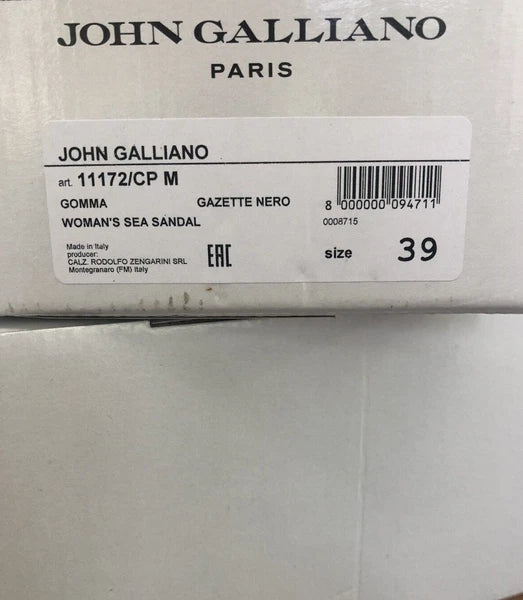 JOHN GALLIANO
PARIS
JOHN GALLIANO
art. 11172/CP M
GOMMA GAZETTE NERO
8 000000 094711
WOMAN'S SEA SANDAL
0008715
Made in Italy
producer:
CALZ. RODOLFO ZENGARINI SRL
Montegranaro (FM) Italy
EAC
size 39